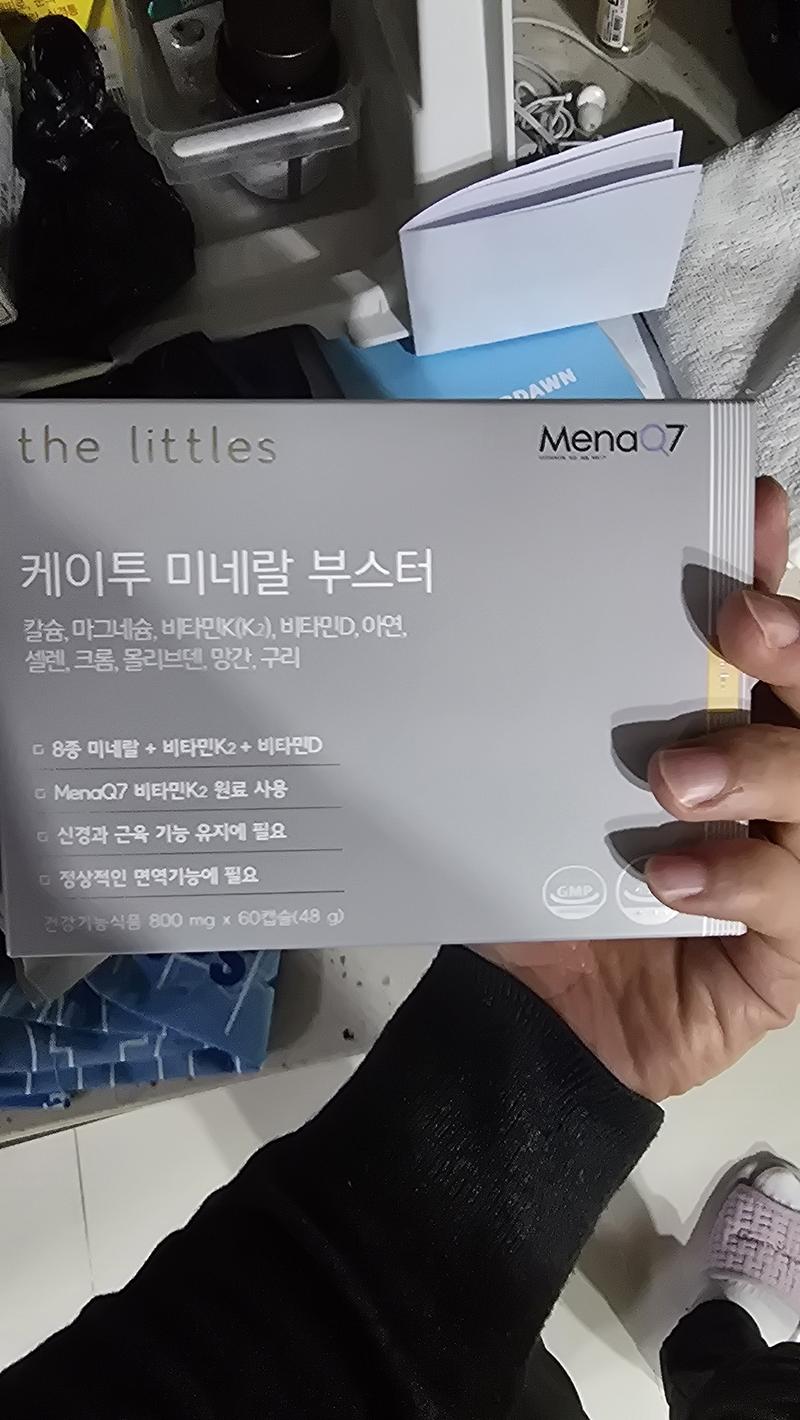 DAWN
the littles
MenaQ7
케이투 미네랄 부스터
칼슘, 마그네슘, 비타민K(K2), 비타민D, 아연,
셀렌, 크롬, 몰리브덴, 망간, 구리
8종 미네랄 + 비타민K2 + 비타민D
MenaQ7 비타민K2 원료 사용
신경과 근육 기능 유지에 필요
정상적인 면역기능에 필요
GMP
건강기능식품 800 mg x 60캡슐(48 g)